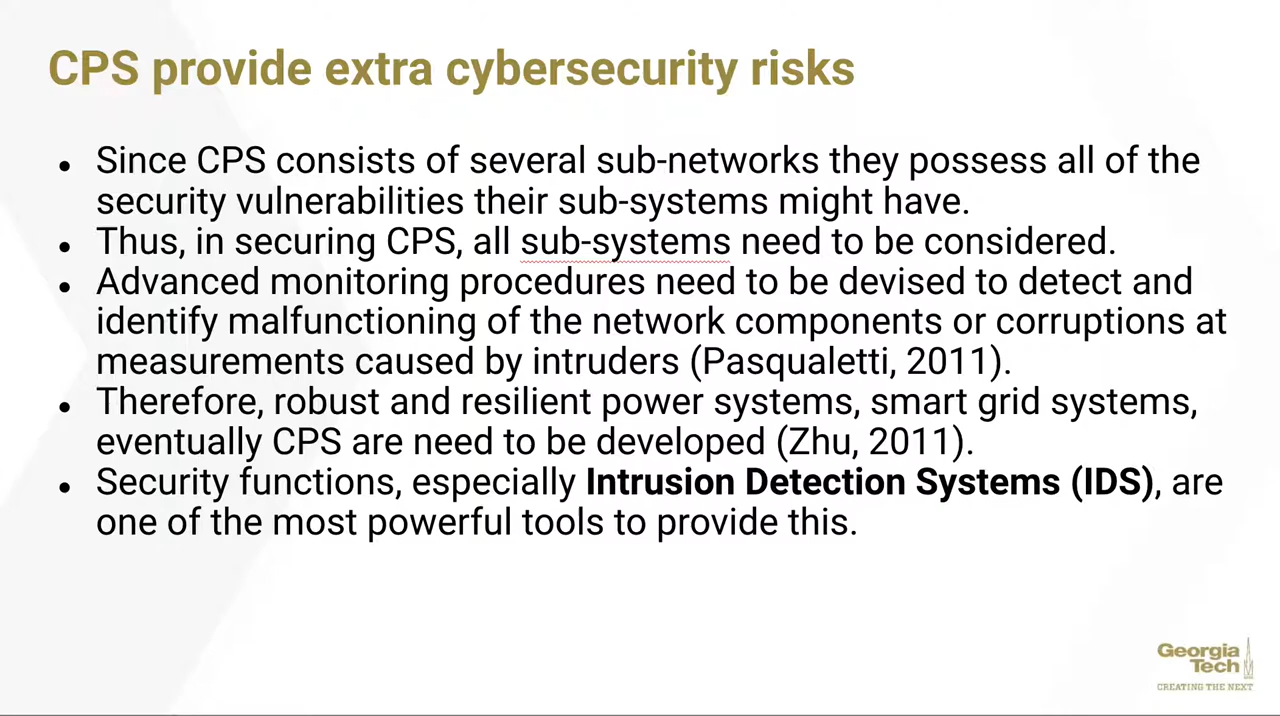 CPS provide extra cybersecurity risks
• Since CPS consists of several sub-networks they possess all of the
security vulnerabilities their sub-systems might have.
• Thus, in securing CPS, all sub-systems need to be considered.
• Advanced monitoring procedures need to be devised to detect and
identify malfunctioning of the network components or corruptions at
measurements caused by intruders (Pasqualetti, 2011).
• Therefore, robust and resilient power systems, smart grid systems,
eventually CPS are need to be developed (Zhu, 2011).
• Security functions, especially Intrusion Detection Systems (IDS), are
one of the most powerful tools to provide this.
Georgia
Tech
CREATING THE NEXT